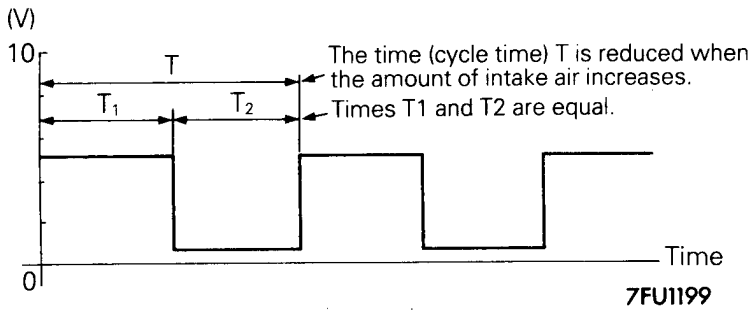 (V)
10
T
The time (cycle time) T is reduced when
the amount of intake air increases.
T₁
T₂
Times T1 and T2 are equal.
Time
0
7FU1199